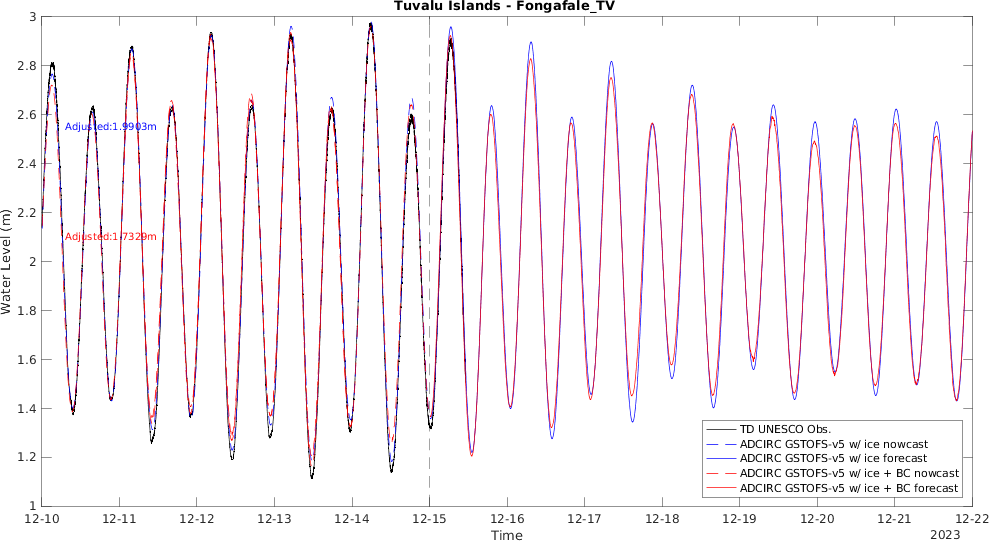 Tuvalu Islands - Fongafale_TV
Water Level (m)
3
2.8
2.6
2.4
2.2
2
1.8
1.6
1.4
1.2
1
Adjusted:1.9903m
Adjusted:1.7329m
TD UNESCO Obs.
ADCIRC GSTOFS-v5 w/ ice nowcast
ADCIRC GSTOFS-v5 w/ ice forecast
ADCIRC GSTOFS-v5 w/ ice + BC nowcast
ADCIRC GSTOFS-v5 w/ ice + BC forecast
12-10 12-11 12-12 12-13 12-14 12-15 12-16 12-17 12-18 12-19 12-20 12-21 12-22
Time
2023